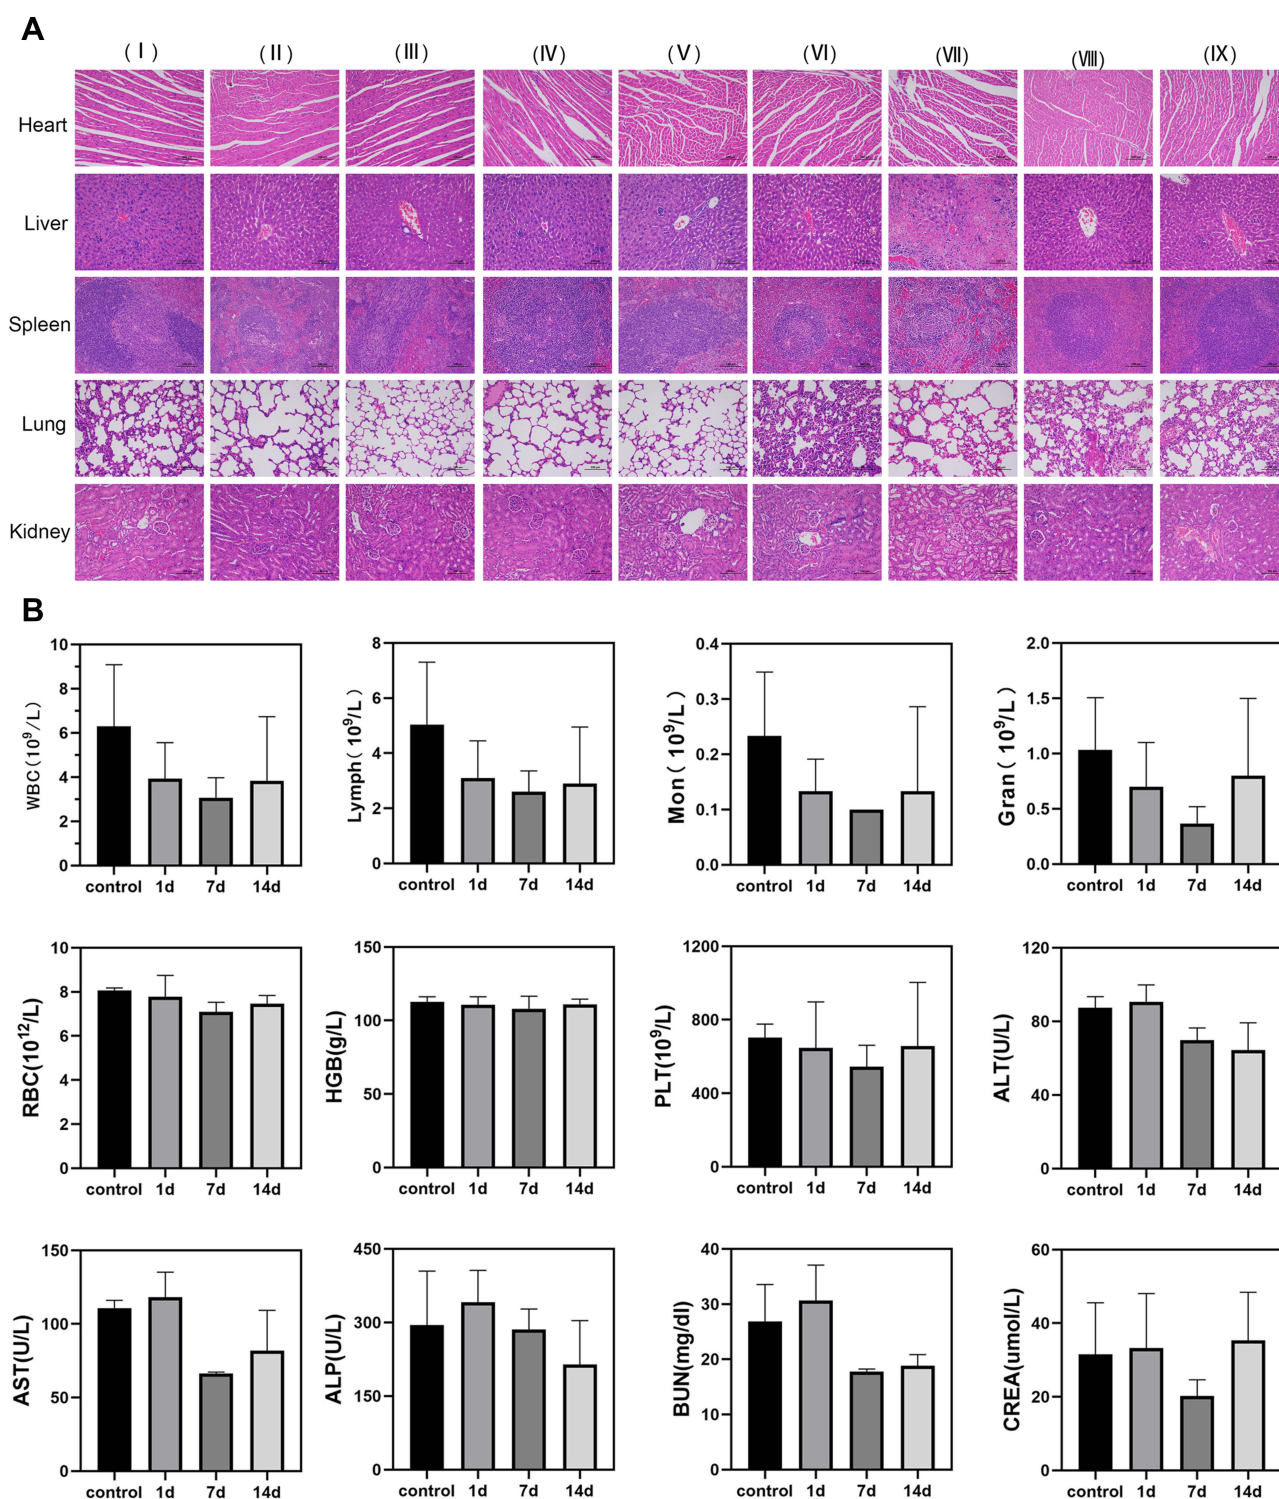 A
( Ⅰ ) ( Ⅱ ) (Ⅲ) (Ⅳ) ( Ⅴ ) (Ⅵ) (Ⅶ) (Ⅷ) (Ⅸ)
Heart
Liver
Spleen
Lung
Kidney
B
WBC (10⁹/L)
10
8
6
4
2
0
control 1d 7d 14d
Lymph (10⁹/L)
8
6
4
2
0
control 1d 7d 14d
Mon (10⁹/L)
0.4
0.3
0.2
0.1
0.0
control 1d 7d 14d
Gran (10⁹/L)
2.0
1.5
1.0
0.5
0.0
control 1d 7d 14d
RBC(10¹²/L)
10
8
6
4
2
0
control 1d 7d 14d
HGB(g/L)
150
100
50
0
control 1d 7d 14d
PLT(10⁹/L)
1200
800
400
0
control 1d 7d 14d
ALT(U/L)
120
80
40
0
control 1d 7d 14d
AST(U/L)
150
100
50
0
control 1d 7d 14d
ALP(U/L)
450
300
150
0
control 1d 7d 14d
BUN(mg/dl)
40
30
20
10
0
control 1d 7d 14d
CREA(umol/L)
60
40
20
0
control 1d 7d 14d